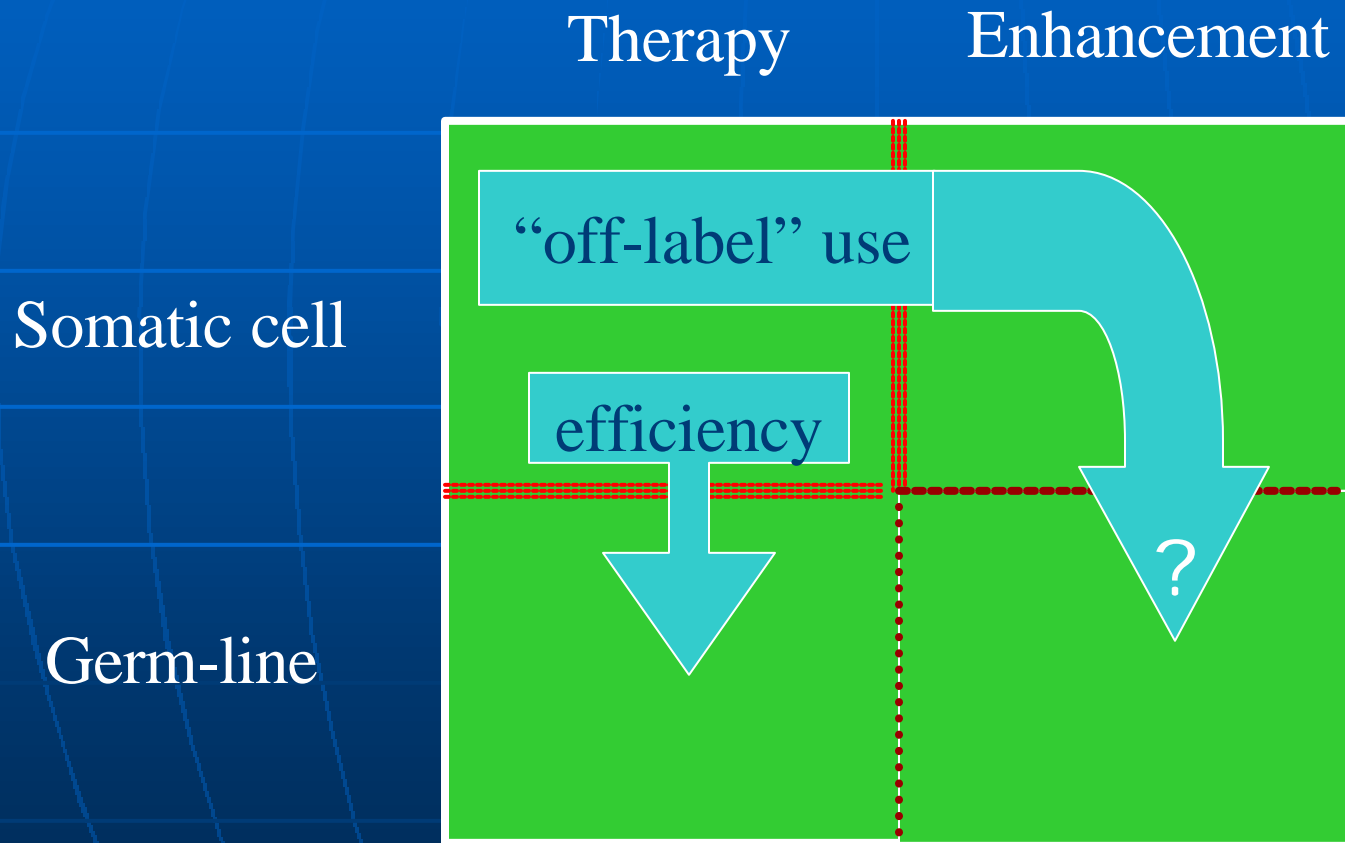 Therapy
Enhancement
“off-label” use
Somatic cell
efficiency
?
Germ-line